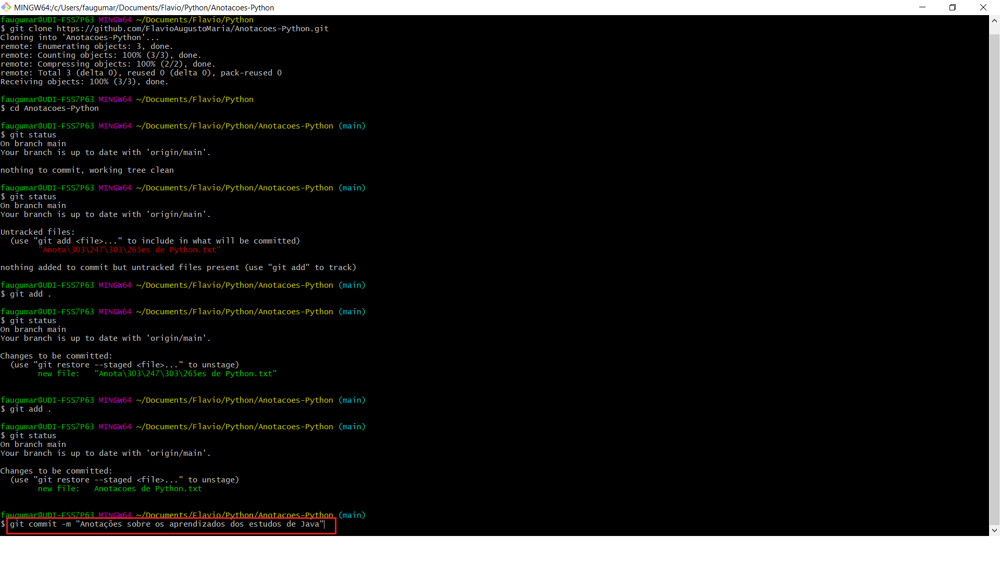 MINGW64:/c/Users/faugumar/Documents/Flavio/Python/Anotacoes-Python
faugumar@UDI-FSS7P63 MINGW64 ~/Documents/Flavio/Python
$ git clone https://github.com/FlavioAugustoMaria/Anotacoes-Python.git
Cloning into 'Anotacoes-Python'...
remote: Enumerating objects: 3, done.
remote: Counting objects: 100% (3/3), done.
remote: Compressing objects: 100% (2/2), done.
remote: Total 3 (delta 0), reused 0 (delta 0), pack-reused 0
Receiving objects: 100% (3/3), done.
faugumar@UDI-FSS7P63 MINGW64 ~/Documents/Flavio/Python
$ cd Anotacoes-Python
faugumar@UDI-FSS7P63 MINGW64 ~/Documents/Flavio/Python/Anotacoes-Python (main)
$ git status
On branch main
Your branch is up to date with 'origin/main'.
nothing to commit, working tree clean
faugumar@UDI-FSS7P63 MINGW64 ~/Documents/Flavio/Python/Anotacoes-Python (main)
$ git status
On branch main
Your branch is up to date with 'origin/main'.
Untracked files:
  (use "git add <file>..." to include in what will be committed)
        "Anota\303\247\303\265es de Python.txt"
nothing added to commit but untracked files present (use "git add" to track)
faugumar@UDI-FSS7P63 MINGW64 ~/Documents/Flavio/Python/Anotacoes-Python (main)
$ git add .
faugumar@UDI-FSS7P63 MINGW64 ~/Documents/Flavio/Python/Anotacoes-Python (main)
$ git status
On branch main
Your branch is up to date with 'origin/main'.
Changes to be committed:
  (use "git restore --staged <file>..." to unstage)
        new file:   "Anota\303\247\303\265es de Python.txt"
faugumar@UDI-FSS7P63 MINGW64 ~/Documents/Flavio/Python/Anotacoes-Python (main)
$ git add .
faugumar@UDI-FSS7P63 MINGW64 ~/Documents/Flavio/Python/Anotacoes-Python (main)
$ git status
On branch main
Your branch is up to date with 'origin/main'.
Changes to be committed:
  (use "git restore --staged <file>..." to unstage)
        new file:   Anotacoes de Python.txt
faugumar@UDI-FSS7P63 MINGW64 ~/Documents/Flavio/Python/Anotacoes-Python (main)
$ git commit -m "Anotações sobre os aprendizados dos estudos de Java"